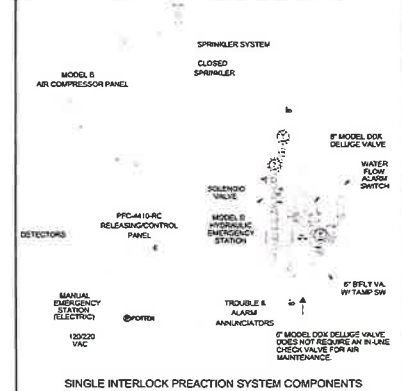 SPRINKLER SYSTEM
CLOSED
SPRINKLER
MODEL B
AIR COMPRESSOR PANEL
6" MODEL DDX
DELUGE VALVE
WATER
FLOW
ALARM
SWITCH
SOLENOID
VALVE
PFC-4410-RC
RELEASING/CONTROL
PANEL
MODEL B
HYDRAULIC
EMERGENCY
STATION
DETECTORS
6" B'FLY VA.
W/ TAMP SW
MANUAL
EMERGENCY
STATION
(ELECTRIC)
POTTER
TROUBLE &
ALARM
ANNUNCIATORS
120/220
VAC
6" MODEL DDX DELUGE VALVE
DOES NOT REQUIRE AN IN-LINE
CHECK VALVE FOR AIR
MAINTENANCE.
SINGLE INTERLOCK PREACTION SYSTEM COMPONENTS